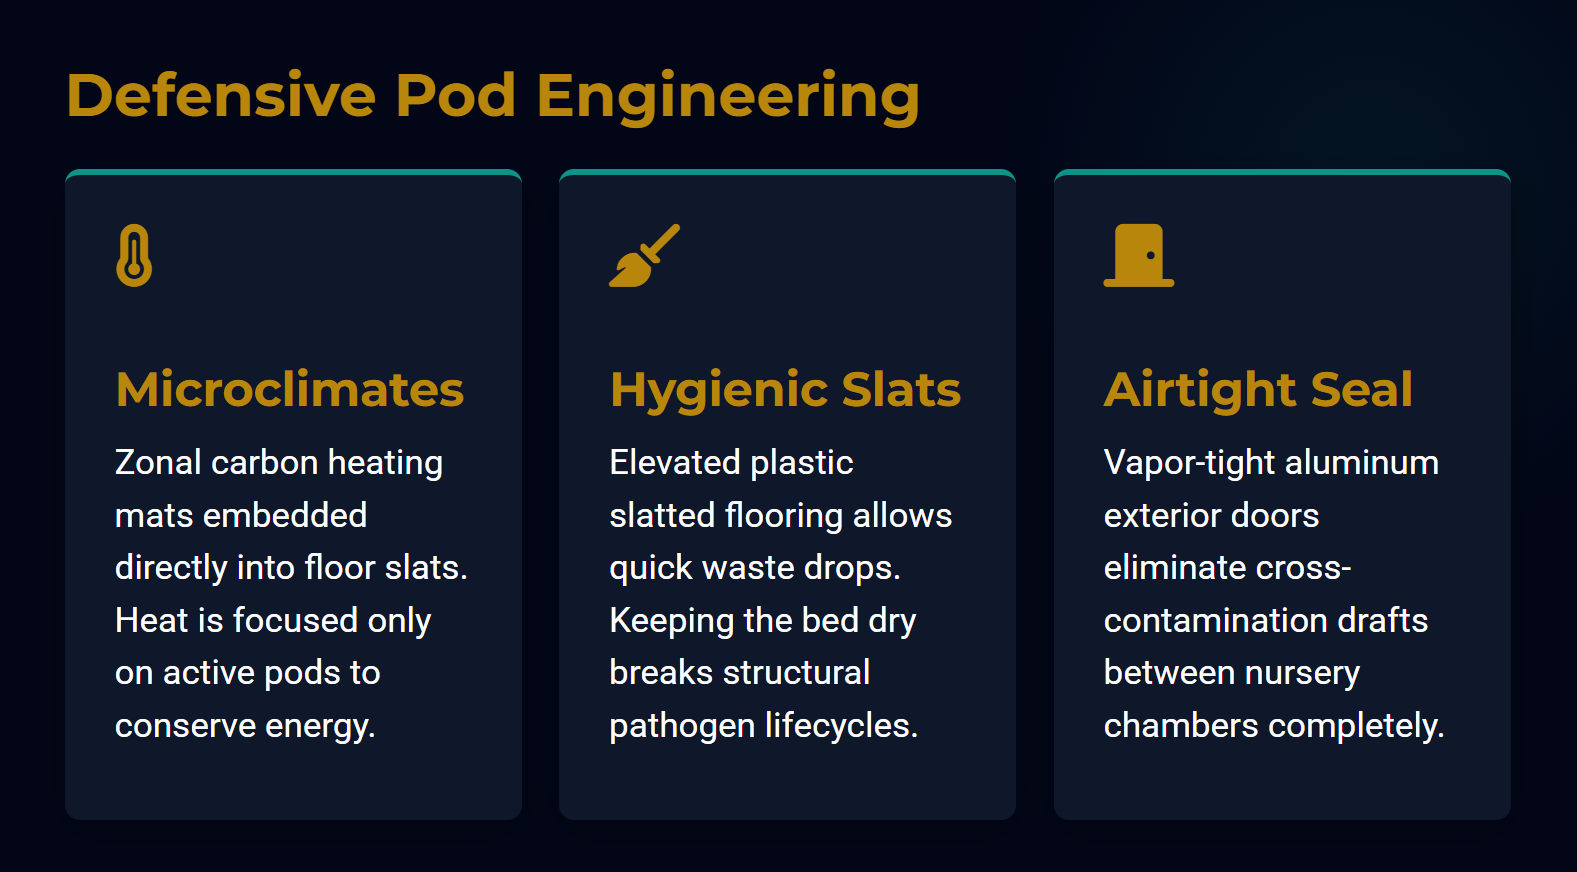 Defensive Pod Engineering
Microclimates
Zonal carbon heating
mats embedded
directly into floor slats.
Heat is focused only
on active pods to
conserve energy.
Hygienic Slats
Elevated plastic
slatted flooring allows
quick waste drops.
Keeping the bed dry
breaks structural
pathogen lifecycles.
Airtight Seal
Vapor-tight aluminum
exterior doors
eliminate cross-
contamination drafts
between nursery
chambers completely.